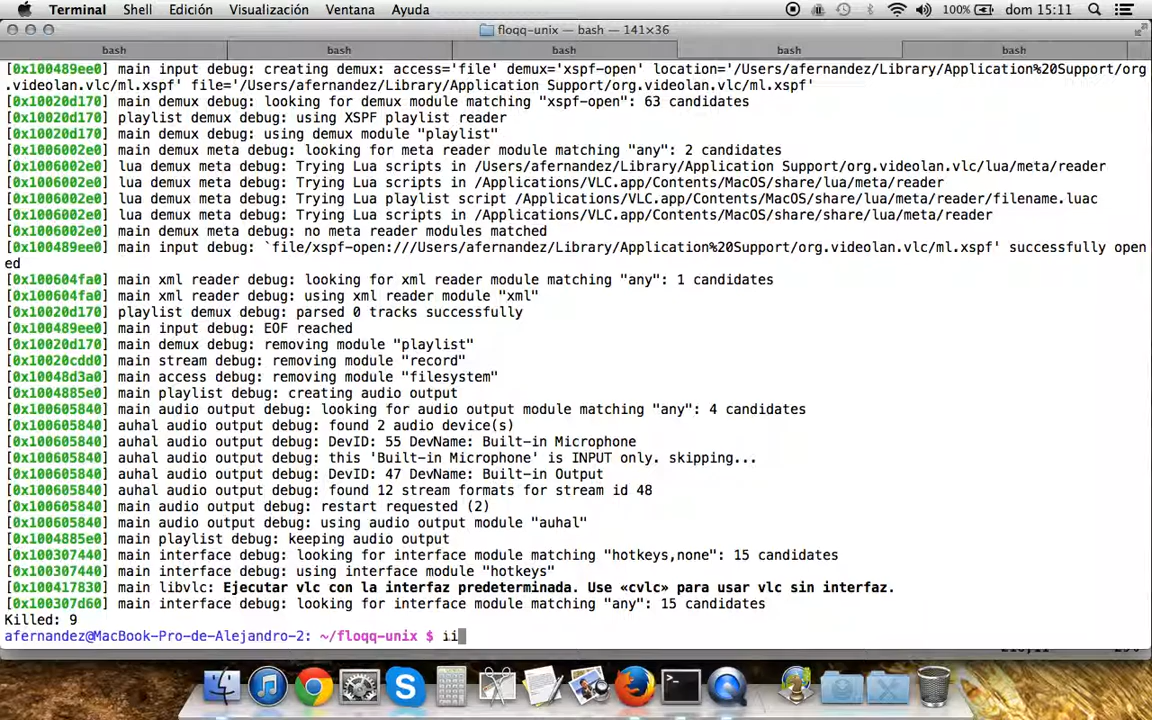 Terminal Shell Edición Visualización Ventana Ayuda 100% dom 15:11
floqq-unix — bash — 141×36
bash bash bash bash bash
[0x100489ee0] main input debug: creating demux: access='file' demux='xspf-open' location='/Users/afernandez/Library/Application%20Support/org
.videolan.vlc/ml.xspf' file='/Users/afernandez/Library/Application Support/org.videolan.vlc/ml.xspf'
[0x10020d170] main demux debug: looking for demux module matching "xspf-open": 63 candidates
[0x10020d170] playlist demux debug: using XSPF playlist reader
[0x10020d170] main demux debug: using demux module "playlist"
[0x1006002e0] main demux meta debug: looking for meta reader module matching "any": 2 candidates
[0x1006002e0] lua demux meta debug: Trying Lua scripts in /Users/afernandez/Library/Application Support/org.videolan.vlc/lua/meta/reader
[0x1006002e0] lua demux meta debug: Trying Lua scripts in /Applications/VLC.app/Contents/MacOS/share/lua/meta/reader
[0x1006002e0] lua demux meta debug: Trying Lua playlist script /Applications/VLC.app/Contents/MacOS/share/lua/meta/reader/filename.luac
[0x1006002e0] lua demux meta debug: Trying Lua scripts in /Applications/VLC.app/Contents/MacOS/share/share/lua/meta/reader
[0x1006002e0] main demux meta debug: no meta reader modules matched
[0x100489ee0] main input debug: `file/xspf-open:///Users/afernandez/Library/Application%20Support/org.videolan.vlc/ml.xspf' successfully open
ed
[0x100604fa0] main xml reader debug: looking for xml reader module matching "any": 1 candidates
[0x100604fa0] main xml reader debug: using xml reader module "xml"
[0x10020d170] playlist demux debug: parsed 0 tracks successfully
[0x100489ee0] main input debug: EOF reached
[0x10020d170] main demux debug: removing module "playlist"
[0x10020cdd0] main stream debug: removing module "record"
[0x10048d3a0] main access debug: removing module "filesystem"
[0x1004885e0] main playlist debug: creating audio output
[0x100605840] main audio output debug: looking for audio output module matching "any": 4 candidates
[0x100605840] auhal audio output debug: found 2 audio device(s)
[0x100605840] auhal audio output debug: DevID: 55 DevName: Built-in Microphone
[0x100605840] auhal audio output debug: this 'Built-in Microphone' is INPUT only. skipping...
[0x100605840] auhal audio output debug: DevID: 47 DevName: Built-in Output
[0x100605840] auhal audio output debug: found 12 stream formats for stream id 48
[0x100605840] main audio output debug: restart requested (2)
[0x100605840] main audio output debug: using audio output module "auhal"
[0x1004885e0] main playlist debug: keeping audio output
[0x100307440] main interface debug: looking for interface module matching "hotkeys,none": 15 candidates
[0x100307440] main interface debug: using interface module "hotkeys"
[0x100417830] main libvlc: Ejecutar vlc con la interfaz predeterminada. Use «cvlc» para usar vlc sin interfaz.
[0x100307d60] main interface debug: looking for interface module matching "any": 15 candidates
Killed: 9
afernandez@MacBook-Pro-de-Alejandro-2: ~/floqq-unix $ ii